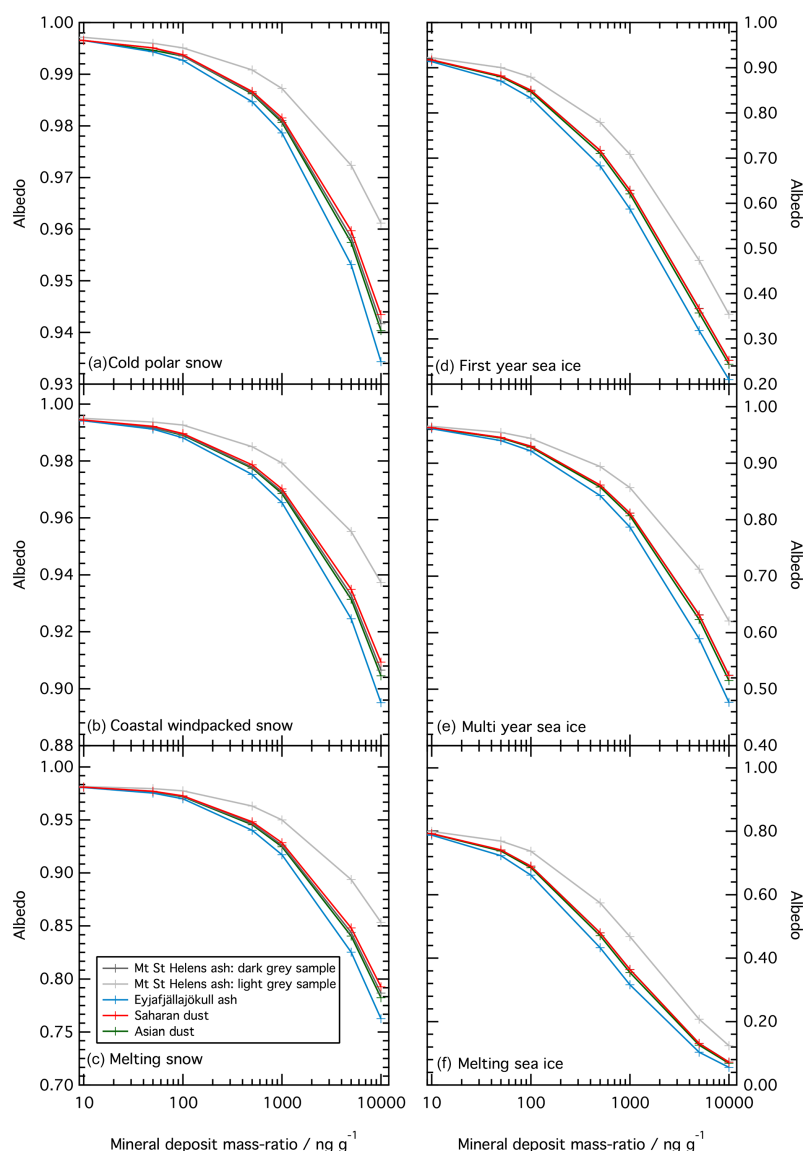 1.00
0.99
0.98
0.97
0.96
0.95
0.94
0.93
Albedo
(a)Cold polar snow
1.00
0.90
0.80
0.70
0.60
0.50
0.40
0.30
0.20
Albedo
(d) First year sea ice
1.00
0.98
0.96
0.94
0.92
0.90
0.88
Albedo
(b) Coastal windpacked snow
1.00
0.90
0.80
0.70
0.60
0.50
0.40
Albedo
(e) Multi year sea ice
1.00
0.95
0.90
0.85
0.80
0.75
0.70
Albedo
Mt St Helens ash: dark grey sample
Mt St Helens ash: light grey sample
Eyjafjällajökull ash
Saharan dust
Asian dust
(c) Melting snow
10
100
1000
10000
Mineral deposit mass-ratio / ng g⁻¹
1.00
0.80
0.60
0.40
0.20
0.00
Albedo
(f) Melting sea ice
10
100
1000
10000
Mineral deposit mass-ratio / ng g⁻¹